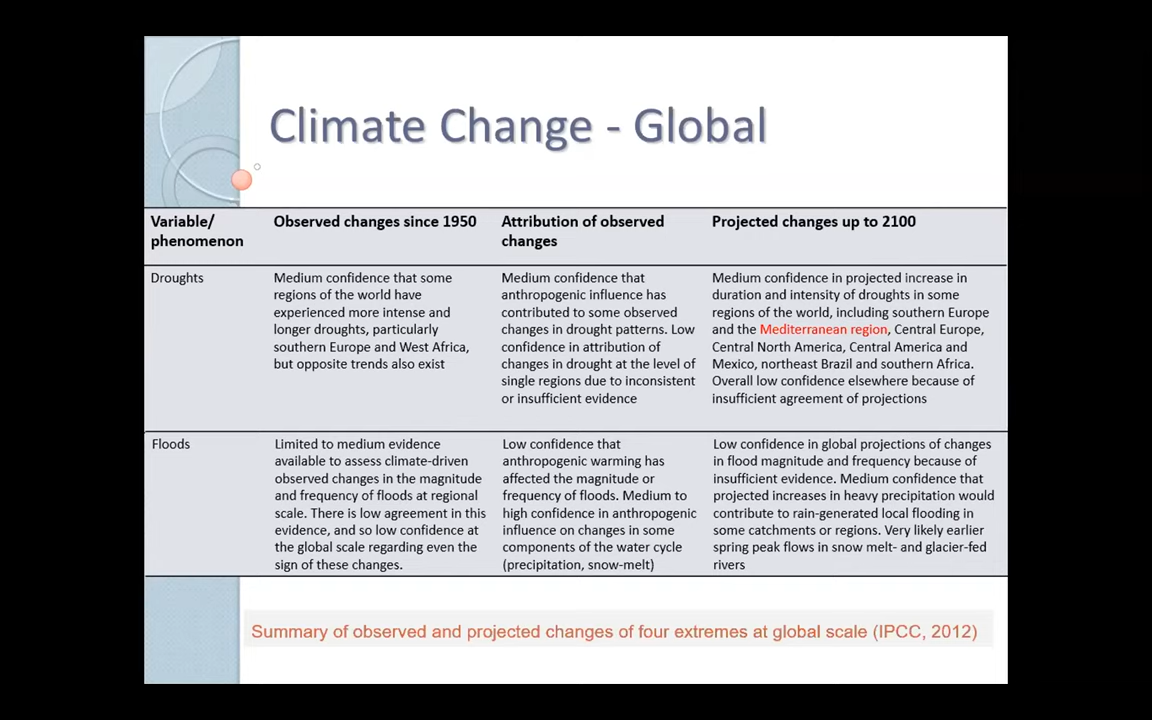 Climate Change - Global
Variable/
phenomenon
Observed changes since 1950
Attribution of observed
changes
Projected changes up to 2100
Droughts
Medium confidence that some
regions of the world have
experienced more intense and
longer droughts, particularly
southern Europe and West Africa,
but opposite trends also exist
Medium confidence that
anthropogenic influence has
contributed to some observed
changes in drought patterns. Low
confidence in attribution of
changes in drought at the level of
single regions due to inconsistent
or insufficient evidence
Medium confidence in projected increase in
duration and intensity of droughts in some
regions of the world, including southern Europe
and the Mediterranean region, Central Europe,
Central North America, Central America and
Mexico, northeast Brazil and southern Africa.
Overall low confidence elsewhere because of
insufficient agreement of projections
Floods
Limited to medium evidence
available to assess climate-driven
observed changes in the magnitude
and frequency of floods at regional
scale. There is low agreement in this
evidence, and so low confidence at
the global scale regarding even the
sign of these changes.
Low confidence that
anthropogenic warming has
affected the magnitude or
frequency of floods. Medium to
high confidence in anthropogenic
influence on changes in some
components of the water cycle
(precipitation, snow-melt)
Low confidence in global projections of changes
in flood magnitude and frequency because of
insufficient evidence. Medium confidence that
projected increases in heavy precipitation would
contribute to rain-generated local flooding in
some catchments or regions. Very likely earlier
spring peak flows in snow melt- and glacier-fed
rivers
Summary of observed and projected changes of four extremes at global scale (IPCC, 2012)